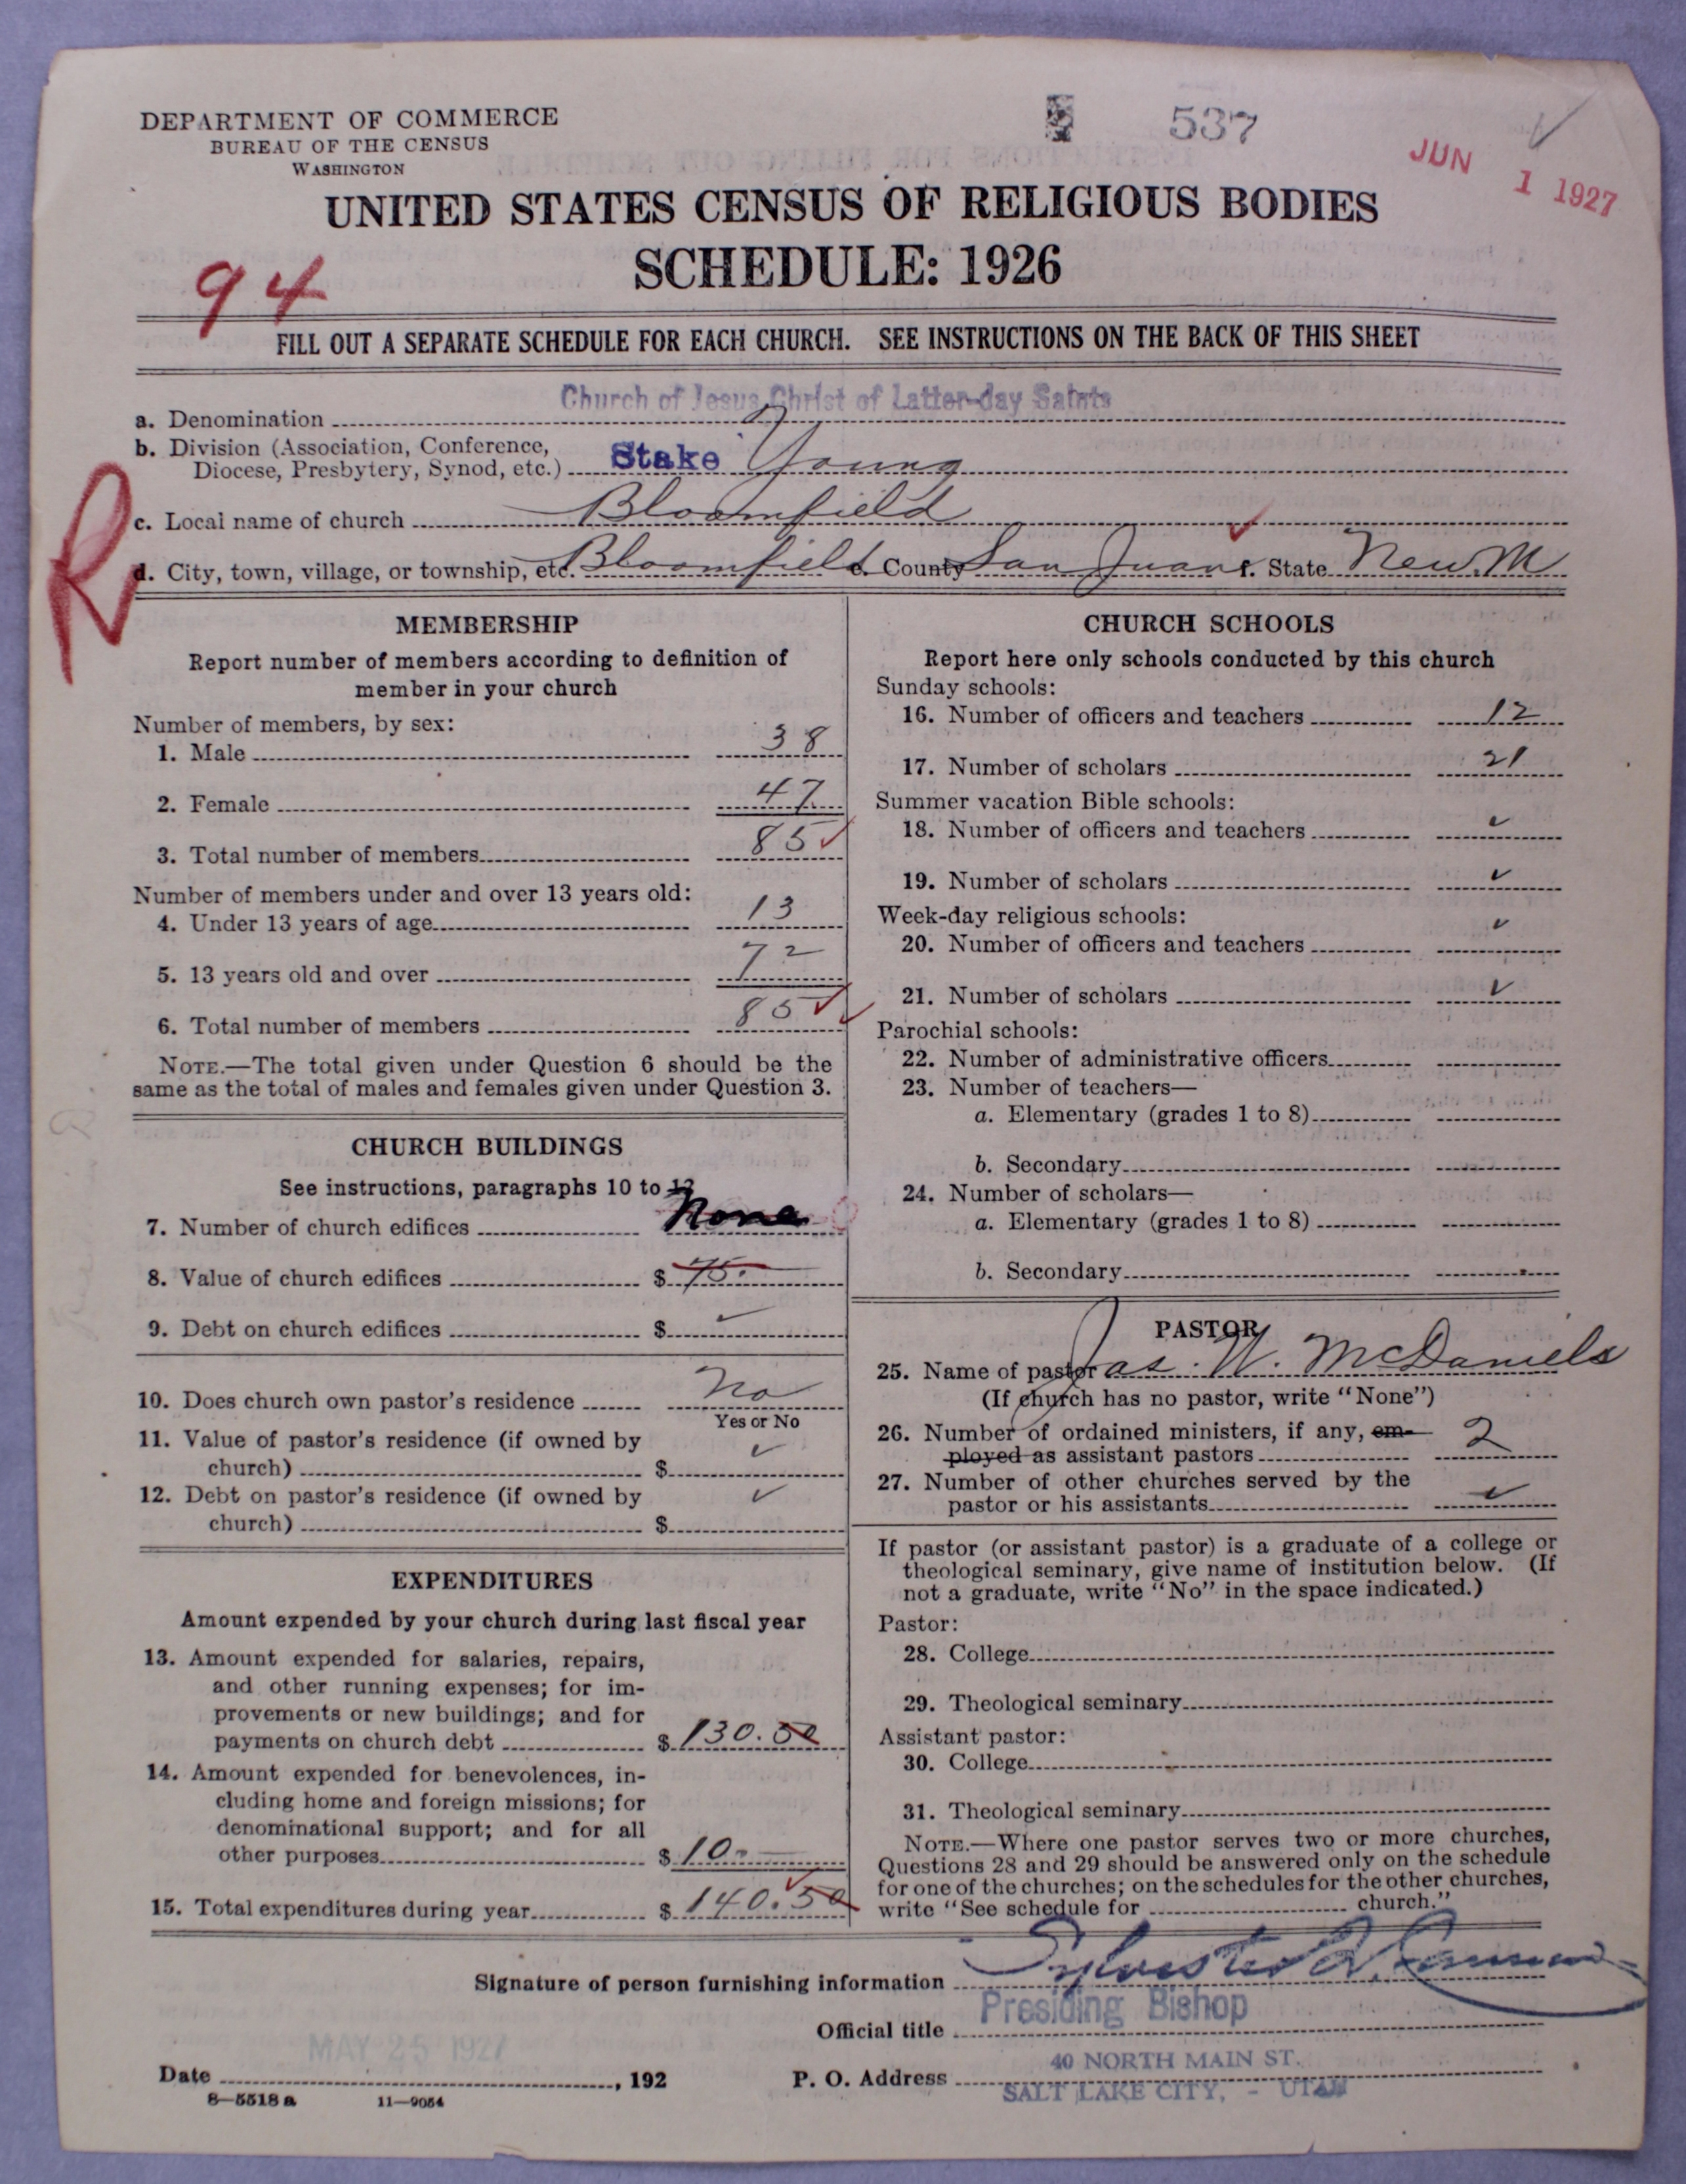 DEPARTMENT OF COMMERCE
BUREAU OF THE CENSUS
WASHINGTON
537
JUN 1 1927
UNITED STATES CENSUS OF RELIGIOUS BODIES
SCHEDULE: 1926
94
FILL OUT A SEPARATE SCHEDULE FOR EACH CHURCH. SEE INSTRUCTIONS ON THE BACK OF THIS SHEET
a. Denomination Church of Jesus Christ of Latter-day Saints
b. Division (Association, Conference,
Diocese, Presbytery, Synod, etc.) Stake Young
R
c. Local name of church Bloomfield
d. City, town, village, or township, etc. Bloomfield County San Juan f. State New. M
MEMBERSHIP
Report number of members according to definition of
member in your church
Number of members, by sex:
1. Male 38
2. Female 47
3. Total number of members 85 ✓
Number of members under and over 13 years old:
4. Under 13 years of age 13
5. 13 years old and over 72
6. Total number of members 85 ✓ ✓
NOTE.—The total given under Question 6 should be the
same as the total of males and females given under Question 3.
CHURCH BUILDINGS
See instructions, paragraphs 10 to 13
7. Number of church edifices None
8. Value of church edifices $ 75.
9. Debt on church edifices $ ✓
10. Does church own pastor's residence No
Yes or No
11. Value of pastor's residence (if owned by
church) $ ✓
12. Debt on pastor's residence (if owned by
church) $ ✓
EXPENDITURES
Amount expended by your church during last fiscal year
13. Amount expended for salaries, repairs,
and other running expenses; for im-
provements or new buildings; and for
payments on church debt $ 130.50
14. Amount expended for benevolences, in-
cluding home and foreign missions; for
denominational support; and for all
other purposes $ 10.
15. Total expenditures during year $ 140.50
CHURCH SCHOOLS
Report here only schools conducted by this church
Sunday schools:
16. Number of officers and teachers 12
17. Number of scholars 21
Summer vacation Bible schools:
18. Number of officers and teachers ✓
19. Number of scholars ✓
Week-day religious schools:
20. Number of officers and teachers ✓
21. Number of scholars ✓
Parochial schools:
22. Number of administrative officers
23. Number of teachers—
a. Elementary (grades 1 to 8)
b. Secondary
24. Number of scholars—
a. Elementary (grades 1 to 8)
b. Secondary
PASTOR
25. Name of pastor Jas. W. McDaniels
(If church has no pastor, write "None")
26. Number of ordained ministers, if any, em-
ployed as assistant pastors 2
27. Number of other churches served by the
pastor or his assistants ✓
If pastor (or assistant pastor) is a graduate of a college or
theological seminary, give name of institution below. (If
not a graduate, write "No" in the space indicated.)
Pastor:
28. College
29. Theological seminary
Assistant pastor:
30. College
31. Theological seminary
NOTE.—Where one pastor serves two or more churches,
Questions 28 and 29 should be answered only on the schedule
for one of the churches; on the schedules for the other churches,
write "See schedule for church."
Signature of person furnishing information Sylvester Q. Cannon
Official title Presiding Bishop
Date MAY 25 1927, 192
P. O. Address 40 NORTH MAIN ST.
SALT LAKE CITY, - UTAH
8—5518 a 11—9054